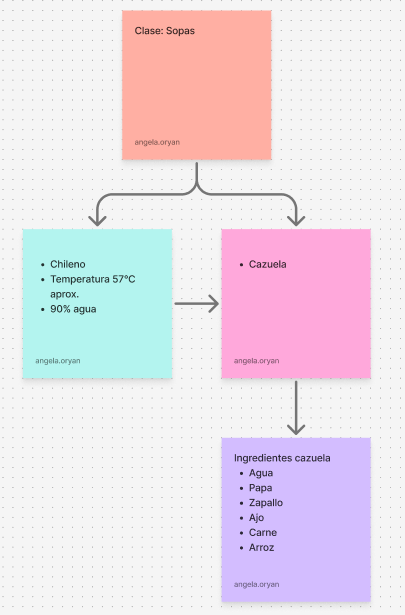 Clase: Sopas
angela.oryan
• Chileno
• Temperatura 57°C
aprox.
• 90% agua
angela.oryan
• Cazuela
angela.oryan
Ingredientes cazuela
• Agua
• Papa
• Zapallo
• Ajo
• Carne
• Arroz
angela.oryan